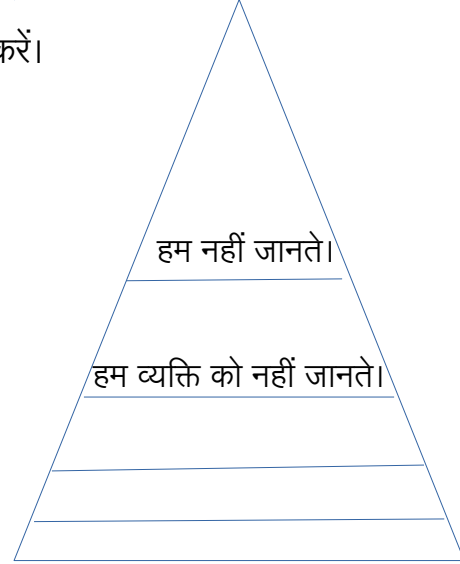 करें।
हम नहीं जानते।
हम व्यक्ति को नहीं जानते।